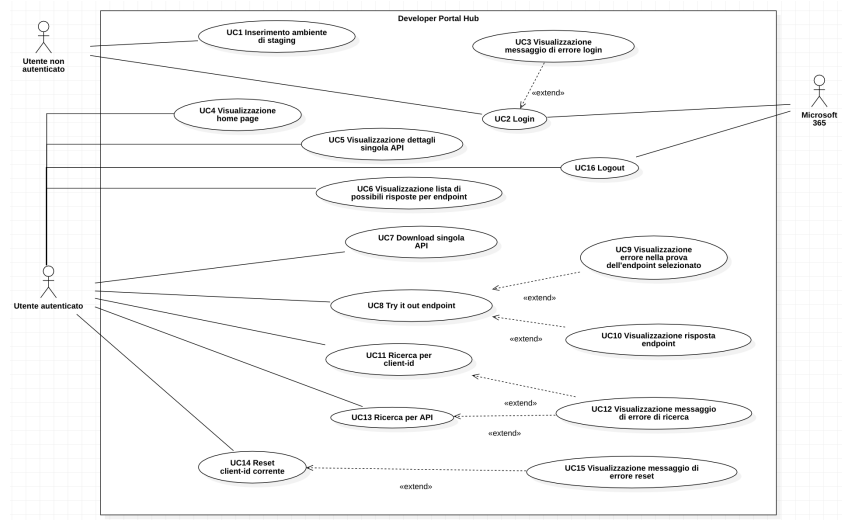 Developer Portal Hub
UC1 Inserimento ambiente
di staging
UC3 Visualizzazione
messaggio di errore login
Utente non
autenticato
«extend»
UC4 Visualizzazione
home page
UC2 Login
Microsoft
365
UC5 Visualizzazione dettagli
singola API
UC16 Logout
UC6 Visualizzazione lista di
possibili risposte per endpoint
UC7 Download singola
API
UC9 Visualizzazione
errore nella prova
dell'endpoint selezionato
Utente autenticato
«extend»
UC8 Try it out endpoint
«extend»
UC10 Visualizzazione risposta
endpoint
UC11 Ricerca per
client-id
«extend»
UC12 Visualizzazione messaggio
di errore di ricerca
UC13 Ricerca per API
«extend»
UC14 Reset
client-id corrente
UC15 Visualizzazione messaggio di
errore reset
«extend»